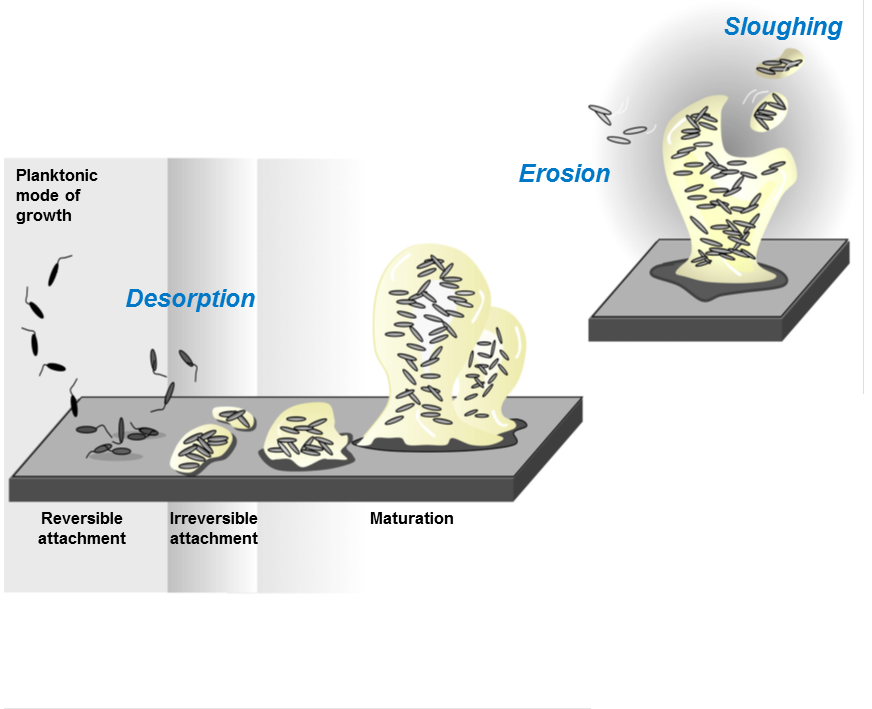 Sloughing
Erosion
Planktonic
mode of
growth
Desorption
Reversible
attachment
Irreversible
attachment
Maturation